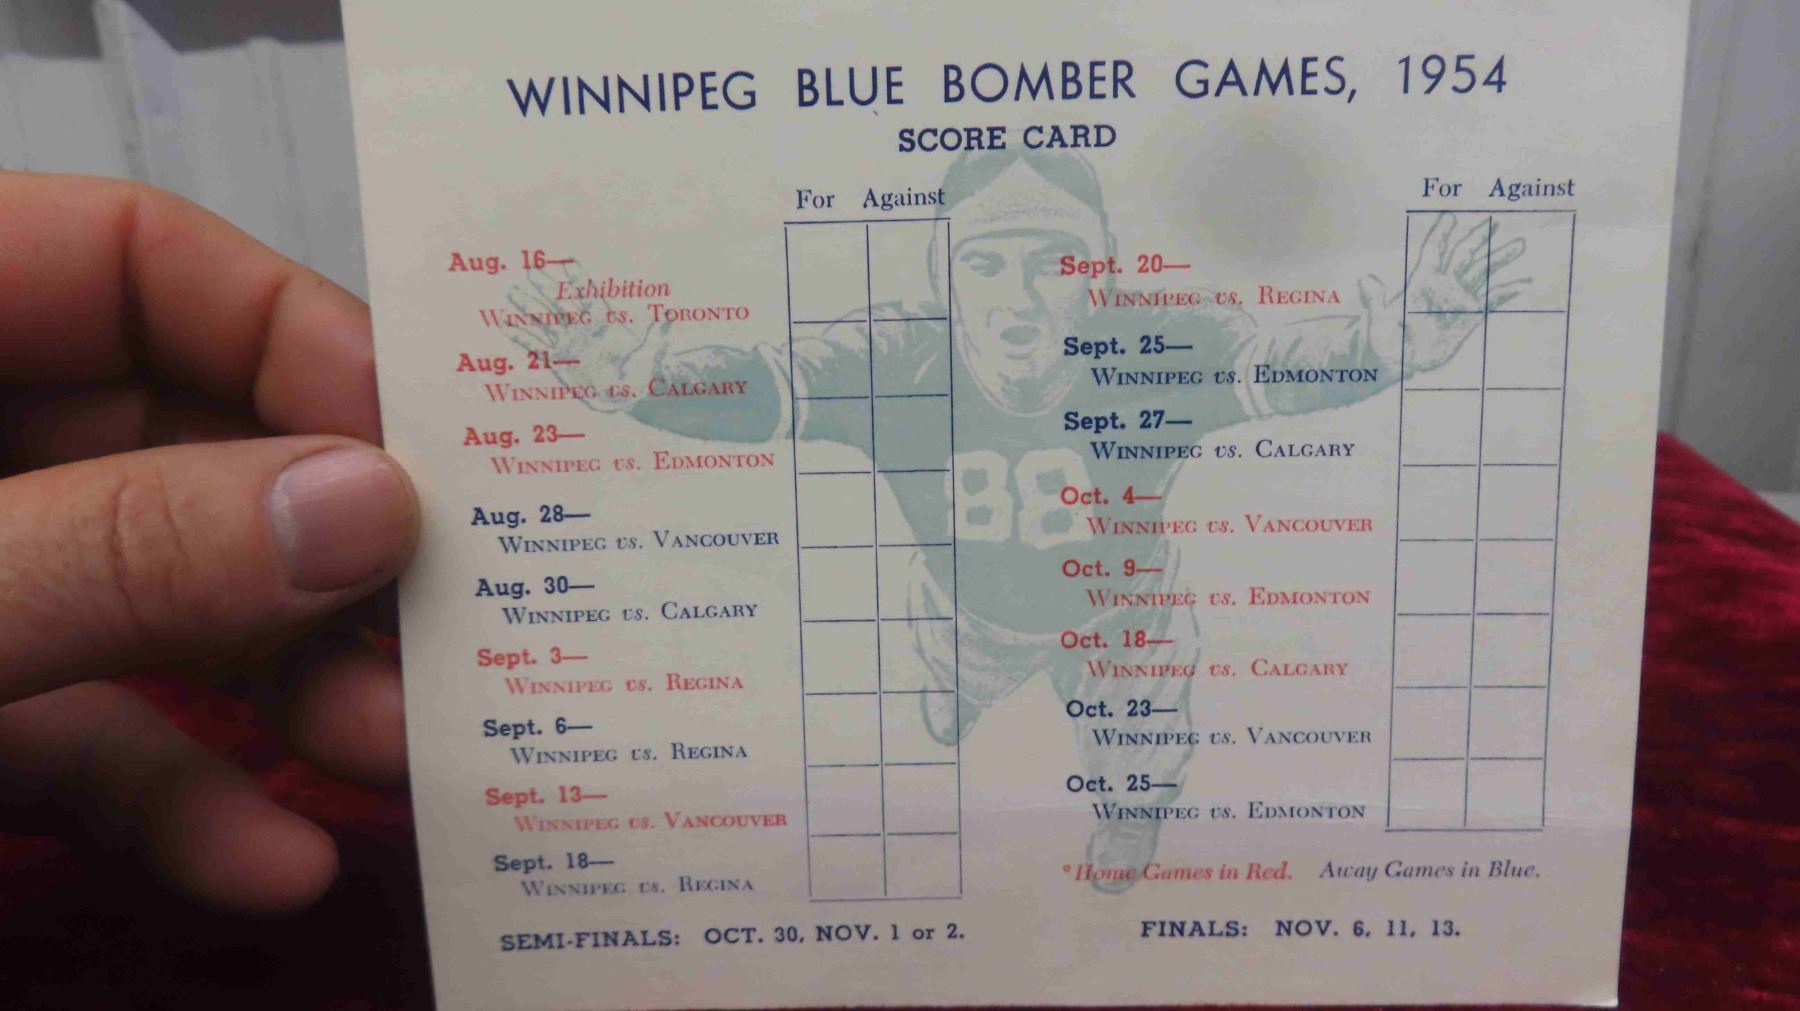 WINNIPEG BLUE BOMBER GAMES, 1954
SCORE CARD
For Against
Aug. 16—
Exhibition
WINNIPEG vs. TORONTO
Aug. 21—
WINNIPEG vs. CALGARY
Aug. 23—
WINNIPEG vs. EDMONTON
Aug. 28—
WINNIPEG vs. VANCOUVER
Aug. 30—
WINNIPEG vs. CALGARY
Sept. 3—
WINNIPEG vs. REGINA
Sept. 6—
WINNIPEG vs. REGINA
Sept. 13—
WINNIPEG vs. VANCOUVER
Sept. 18—
WINNIPEG vs. REGINA
For Against
Sept. 20—
WINNIPEG vs. REGINA
Sept. 25—
WINNIPEG vs. EDMONTON
Sept. 27—
WINNIPEG vs. CALGARY
Oct. 4—
WINNIPEG vs. VANCOUVER
Oct. 9—
WINNIPEG vs. EDMONTON
Oct. 18—
WINNIPEG vs. CALGARY
Oct. 23—
WINNIPEG vs. VANCOUVER
Oct. 25—
WINNIPEG vs. EDMONTON
88
*Home Games in Red. Away Games in Blue.
SEMI-FINALS: OCT. 30, NOV. 1 or 2.
FINALS: NOV. 6, 11, 13.